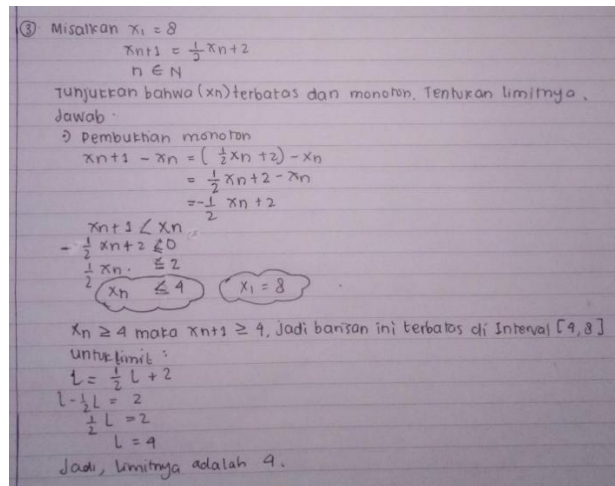 ③ Misalkan x₁ = 8
xn+1 = 1/2 xn + 2
n ∈ N
Tunjukkan bahwa (xn) terbatas dan monoton. Tentukan limitnya.
Jawab :
⇒ Pembuktian monoton
xn+1 - xn = (1/2 xn + 2) - xn
= 1/2 xn + 2 - xn
= -1/2 xn + 2
xn+1 < xn
- 1/2 xn + 2 ≤ 0
1/2 xn . ≤ 2
xn ≤ 4 x₁ = 8
xn ≥ 4 maka xn+1 ≥ 4, Jadi barisan ini terbatas di Interval [4,8]
untuk limit :
L = 1/2 L + 2
L - 1/2 L = 2
1/2 L = 2
L = 4
Jadi, limitnya adalah 4.